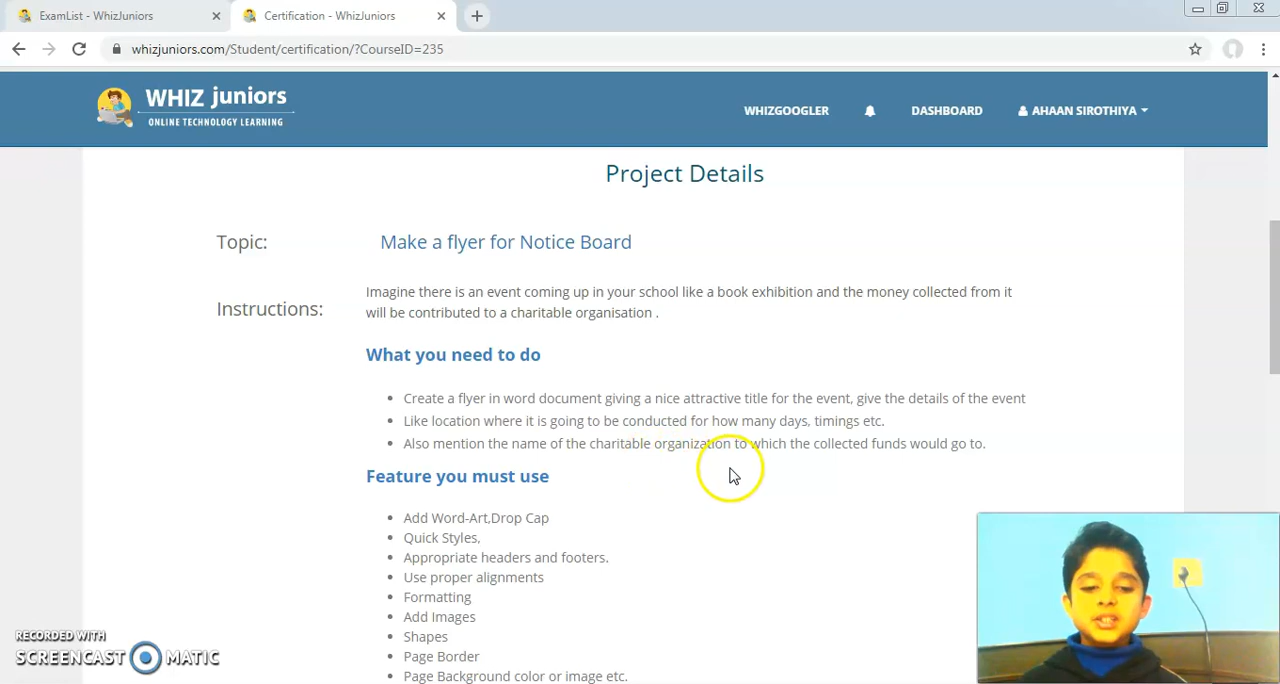 ExamList - WhizJuniors
Certification - WhizJuniors
whizjuniors.com/Student/certification/?CourseID=235
WHIZ juniors
ONLINE TECHNOLOGY LEARNING
WHIZGOOGLER
DASHBOARD
AHAAN SIROTHIYA
Project Details
Topic:
Make a flyer for Notice Board
Instructions:
Imagine there is an event coming up in your school like a book exhibition and the money collected from it
will be contributed to a charitable organisation .
What you need to do
Create a flyer in word document giving a nice attractive title for the event, give the details of the event
Like location where it is going to be conducted for how many days, timings etc.
Also mention the name of the charitable organization to which the collected funds would go to.
Feature you must use
Add Word-Art,Drop Cap
Quick Styles,
Appropriate headers and footers.
Use proper alignments
Formatting
Add Images
Shapes
Page Border
Page Background color or image etc.
RECORDED WITH
SCREENCAST MATIC